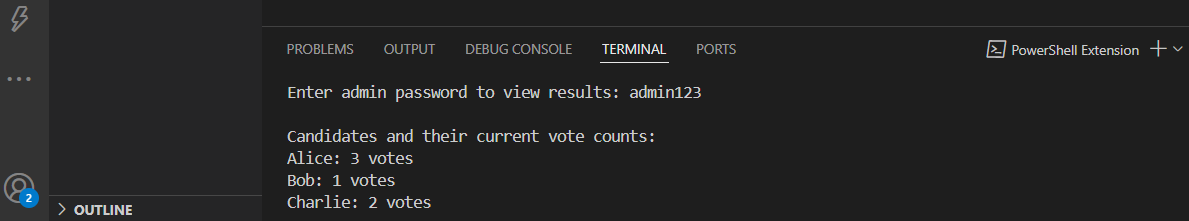 PROBLEMS OUTPUT DEBUG CONSOLE TERMINAL PORTS PowerShell Extension
Enter admin password to view results: admin123
Candidates and their current vote counts:
Alice: 3 votes
Bob: 1 votes
Charlie: 2 votes
2
OUTLINE